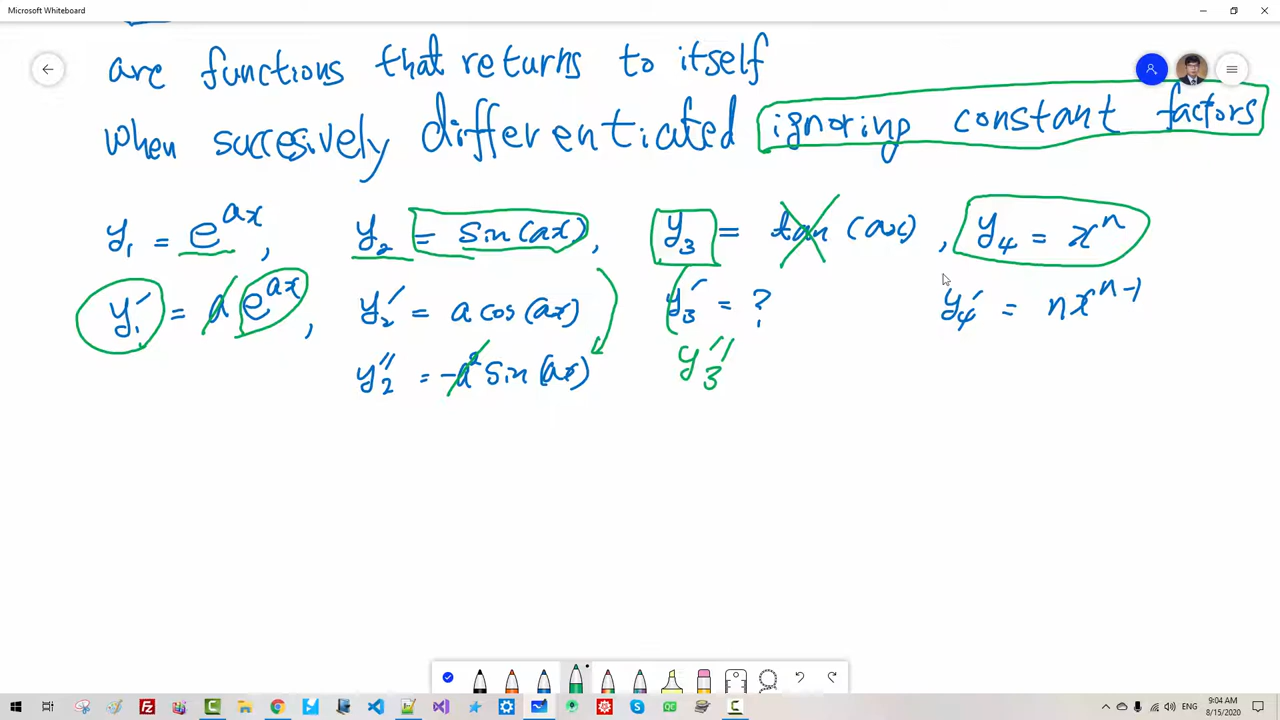 Microsoft Whiteboard
are functions that returns to itself
when succesively differentiated ignoring constant factors
y₁ = e^{ax}, y₂ = sin(ax), y₃ = tan(ax), y₄ = xⁿ
y₁′ = a e^{ax}, y₂′ = a cos(ax) y₃′ = ? y₄′ = nx^{n-1}
y₂″ = -a² sin(ax) y₃″
ENG
9:04 AM
8/15/2020